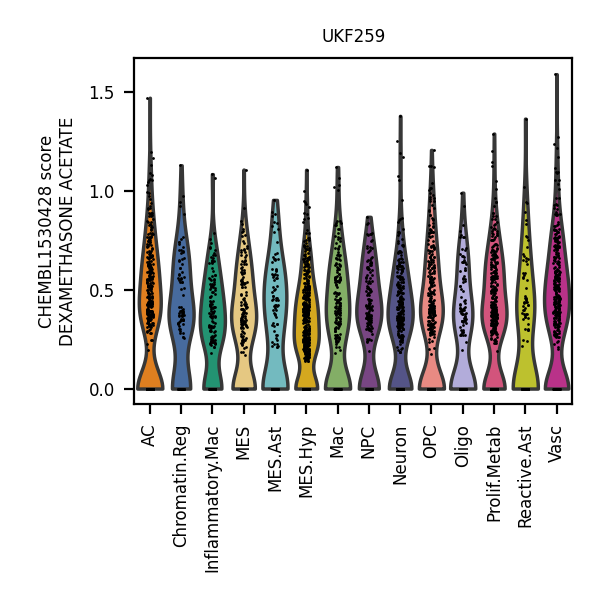 UKF259
CHEMBL1530428 score
DEXAMETHASONE ACETATE
1.5
1.0
0.5
0.0
AC
Chromatin.Reg
Inflammatory.Mac
MES
MES.Ast
MES.Hyp
Mac
NPC
Neuron
OPC
Oligo
Prolif.Metab
Reactive.Ast
Vasc